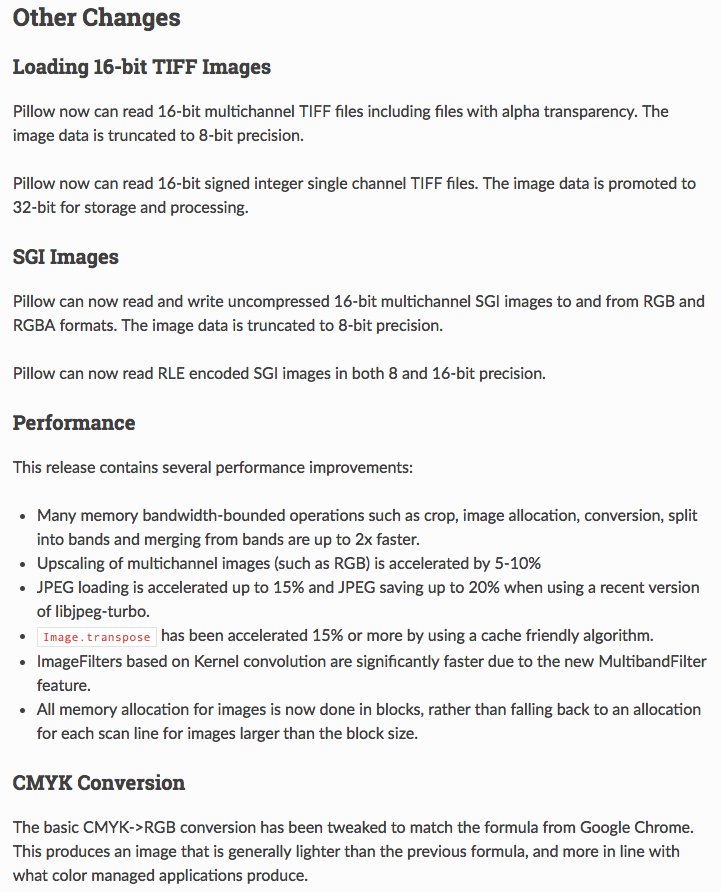 Other Changes
Loading 16-bit TIFF Images
Pillow now can read 16-bit multichannel TIFF files including files with alpha transparency. The
image data is truncated to 8-bit precision.
Pillow now can read 16-bit signed integer single channel TIFF files. The image data is promoted to
32-bit for storage and processing.
SGI Images
Pillow can now read and write uncompressed 16-bit multichannel SGI images to and from RGB and
RGBA formats. The image data is truncated to 8-bit precision.
Pillow can now read RLE encoded SGI images in both 8 and 16-bit precision.
Performance
This release contains several performance improvements:
• Many memory bandwidth-bounded operations such as crop, image allocation, conversion, split
into bands and merging from bands are up to 2x faster.
• Upscaling of multichannel images (such as RGB) is accelerated by 5-10%
• JPEG loading is accelerated up to 15% and JPEG saving up to 20% when using a recent version
of libjpeg-turbo.
• Image.transpose has been accelerated 15% or more by using a cache friendly algorithm.
• ImageFilters based on Kernel convolution are significantly faster due to the new MultibandFilter
feature.
• All memory allocation for images is now done in blocks, rather than falling back to an allocation
for each scan line for images larger than the block size.
CMYK Conversion
The basic CMYK->RGB conversion has been tweaked to match the formula from Google Chrome.
This produces an image that is generally lighter than the previous formula, and more in line with
what color managed applications produce.